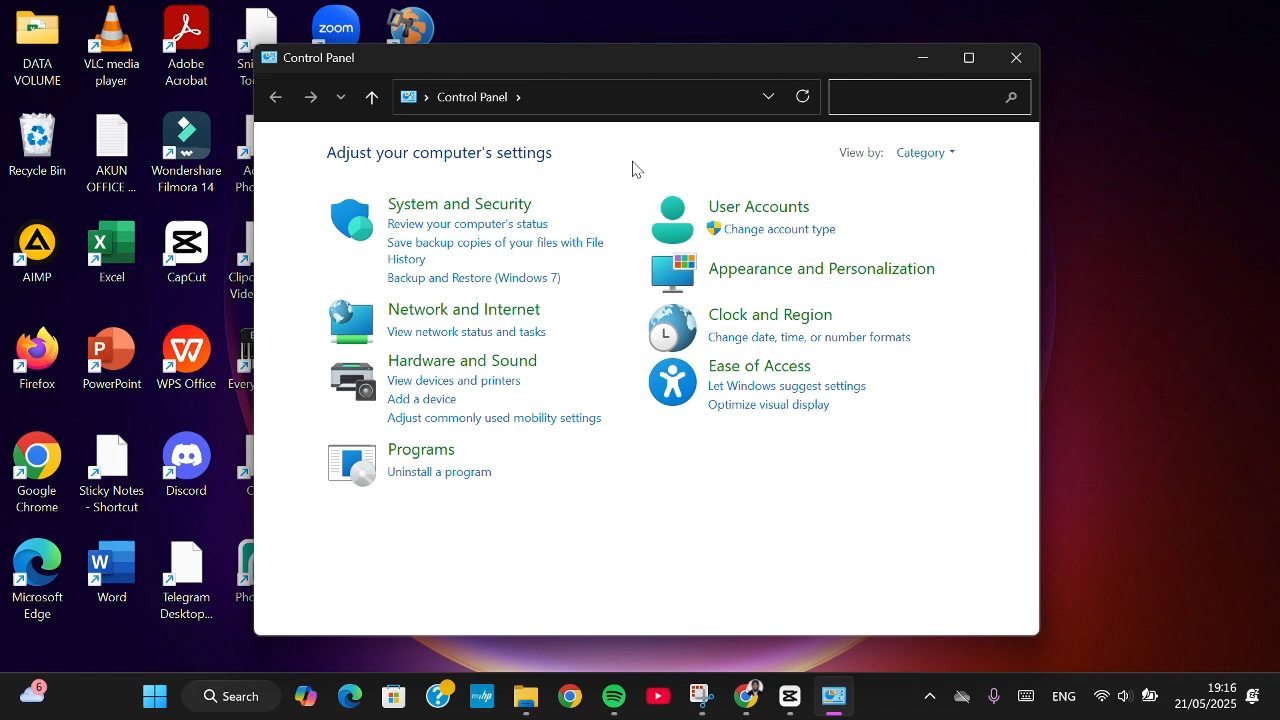 DATA
VOLUME
VLC media
player
Adobe
Acrobat
zoom
Recycle Bin
AKUN
OFFICE ...
Wondershare
Filmora 14
AIMP
Excel
CapCut
Firefox
PowerPoint
WPS Office
Google
Chrome
Sticky Notes
- Shortcut
Discord
Microsoft
Edge
Word
Telegram
Desktop...
Control Panel
Control Panel
Adjust your computer's settings
View by: Category
System and Security
Review your computer's status
Save backup copies of your files with File
History
Backup and Restore (Windows 7)
Network and Internet
View network status and tasks
Hardware and Sound
View devices and printers
Add a device
Adjust commonly used mobility settings
Programs
Uninstall a program
User Accounts
Change account type
Appearance and Personalization
Clock and Region
Change date, time, or number formats
Ease of Access
Let Windows suggest settings
Optimize visual display
6
Search
myhp
ENG
19:16
21/05/2025